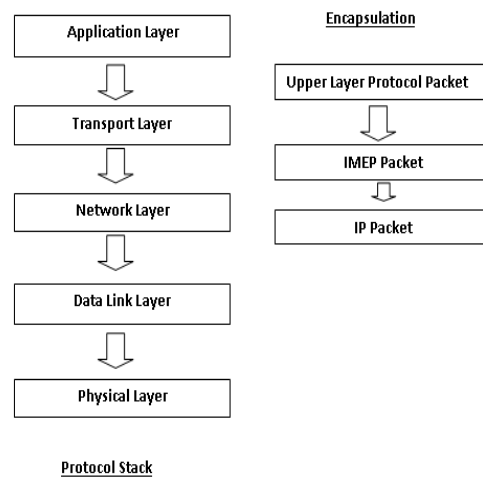 Application Layer
Transport Layer
Network Layer
Data Link Layer
Physical Layer
Protocol Stack
Encapsulation
Upper Layer Protocol Packet
IMEP Packet
IP Packet